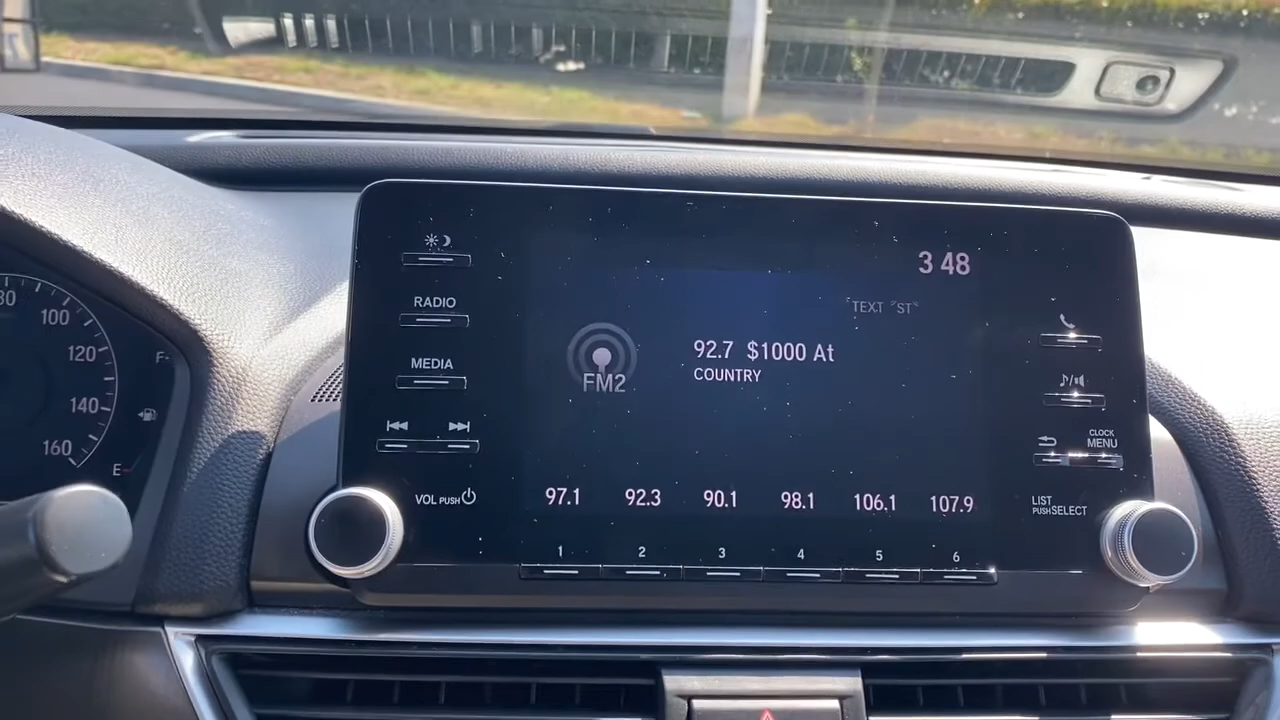 80
100
120
140
160
F
E
RADIO
MEDIA
VOL PUSH
3 48
TEXT "ST"
92.7 $1000 At
COUNTRY
FM2
97.1 92.3 90.1 98.1 106.1 107.9
1 2 3 4 5 6
CLOCK
MENU
LIST
PUSH SELECT